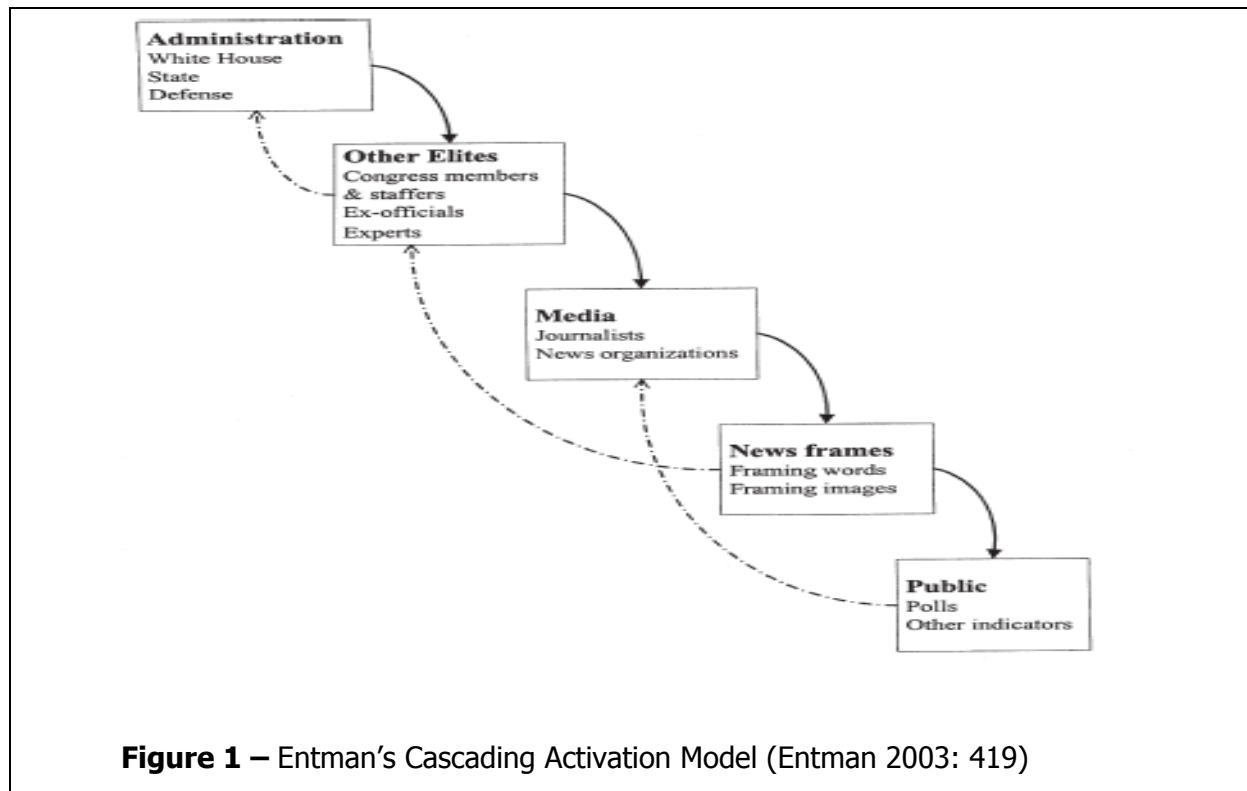 Administration
White House
State
Defense
Other Elites
Congress members
& staffers
Ex-officials
Experts
Media
Journalists
News organizations
News frames
Framing words
Framing images
Public
Polls
Other indicators
Figure 1 – Entman’s Cascading Activation Model (Entman 2003: 419)